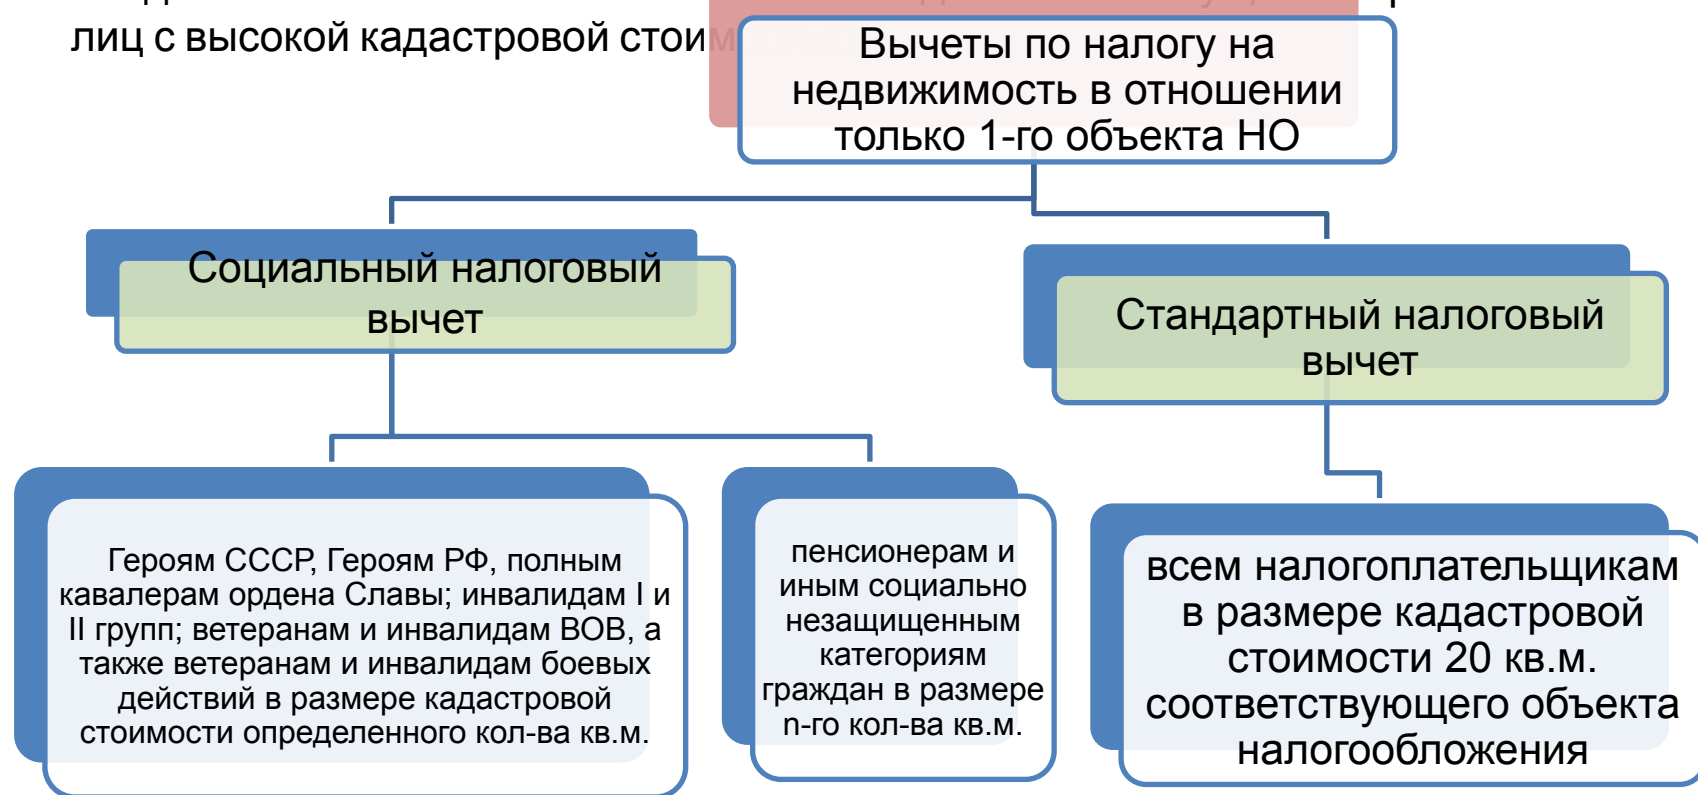 лиц с высокой кадастровой
Вычеты по налогу на
недвижимость в отношении
только 1-го объекта НО
Социальный налоговый
вычет
Стандартный налоговый
вычет
Героям СССР, Героям РФ, полным
кавалерам ордена Славы; инвалидам I и
II групп; ветеранам и инвалидам ВОВ, а
также ветеранам и инвалидам боевых
действий в размере кадастровой
стоимости определенного кол-ва кв.м.
пенсионерам и
иным социально
незащищенным
категориям
граждан в размере
n-го кол-ва кв.м.
всем налогоплательщикам
в размере кадастровой
стоимости 20 кв.м.
соответствующего объекта
налогообложения